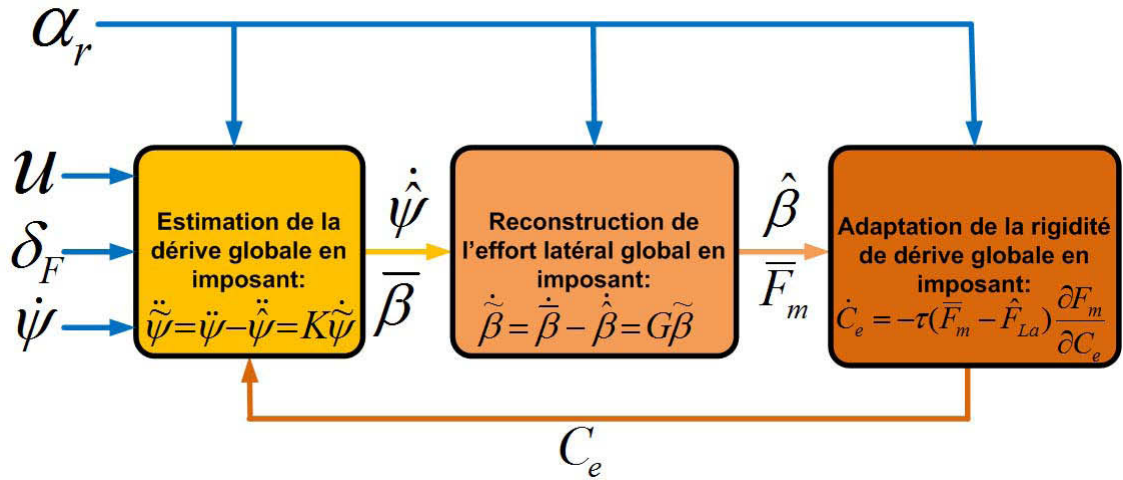 α_r
u
δ_F
ψ̇
Estimation de la
dérive globale en
imposant:
ψ̃̈=ψ̈−ψ̂̈=Kψ̃̇
ψ̂̇
β̅
Reconstruction de
l'effort latéral global en
imposant:
β̃̇ = β̅̇ − β̂̇ = Gβ̃
β̂
F̅_m
Adaptation de la rigidité
de dérive globale en
imposant:
Ċ_e = −τ(F̅_m − F̂_{La}) ∂F_m/∂C_e
C_e